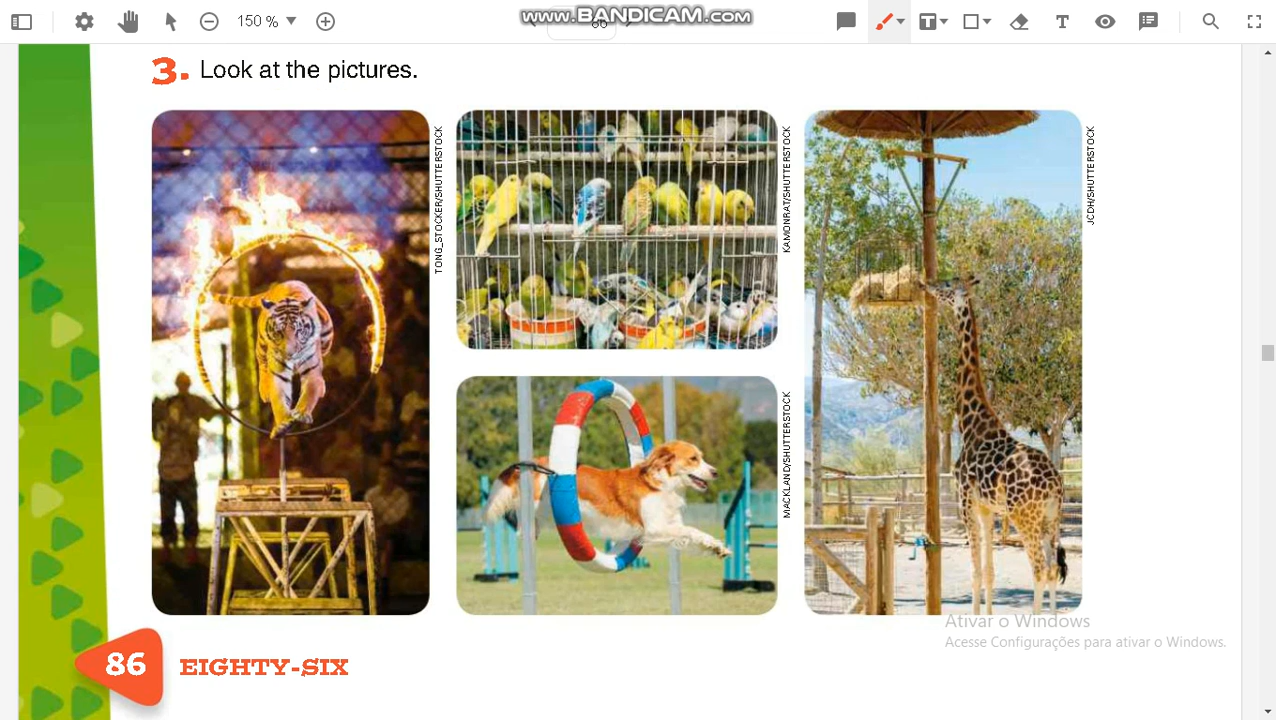 150 %
WWW.BANDICAM.COM
3. Look at the pictures.
TONG_STOCKER/SHUTTERSTOCK
KAMONRAT/SHUTTERSTOCK
JCDH/SHUTTERSTOCK
MACKLAND/SHUTTERSTOCK
Ativar o Windows
Acesse Configurações para ativar o Windows.
86 EIGHTY-SIX